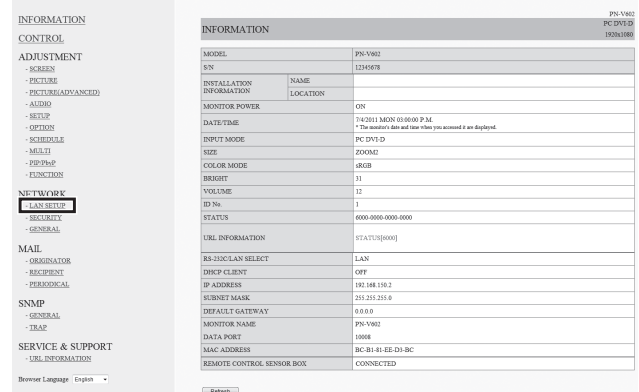 INFORMATION
CONTROL
ADJUSTMENT
- SCREEN
- PICTURE
- PICTURE(ADVANCED)
- AUDIO
- SETUP
- OPTION
- SCHEDULE
- MULTI
- PIP/PbyP
- FUNCTION
NETWORK
- LAN SETUP
- SECURITY
- GENERAL
MAIL
- ORIGINATOR
- RECIPIENT
- PERIODICAL
SNMP
- GENERAL
- TRAP
SERVICE & SUPPORT
- URL INFORMATION
Browser Language English
PN-V602
PC DVI-D
1920x1080
INFORMATION
MODEL PN-V602
S/N 12345678
INSTALLATION INFORMATION NAME
LOCATION
MONITOR POWER ON
DATE/TIME 7/4/2011 MON 03:00:00 P.M.
* The monitor's date and time when you accessed it are displayed.
INPUT MODE PC DVI-D
SIZE ZOOM2
COLOR MODE sRGB
BRIGHT 31
VOLUME 12
ID No. 1
STATUS 6000-0000-0000-0000
URL INFORMATION STATUS[6000]
RS-232C/LAN SELECT LAN
DHCP CLIENT OFF
IP ADDRESS 192.168.150.2
SUBNET MASK 255.255.255.0
DEFAULT GATEWAY 0.0.0.0
MONITOR NAME PN-V602
DATA PORT 10008
MAC ADDRESS BC-B1-81-EE-D3-BC
REMOTE CONTROL SENSOR BOX CONNECTED
Refresh